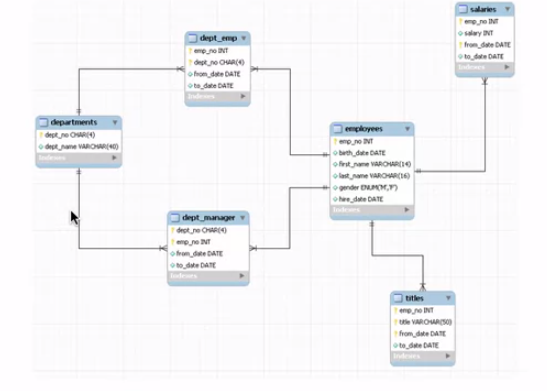 salaries
emp_no INT
salary INT
from_date DATE
to_date DATE
Indexes
dept_emp
emp_no INT
dept_no CHAR(4)
from_date DATE
to_date DATE
Indexes
departments
dept_no CHAR(4)
dept_name VARCHAR(40)
Indexes
employees
emp_no INT
birth_date DATE
first_name VARCHAR(14)
last_name VARCHAR(16)
gender ENUM('M','F')
hire_date DATE
Indexes
dept_manager
dept_no CHAR(4)
emp_no INT
from_date DATE
to_date DATE
Indexes
titles
emp_no INT
title VARCHAR(50)
from_date DATE
to_date DATE
Indexes